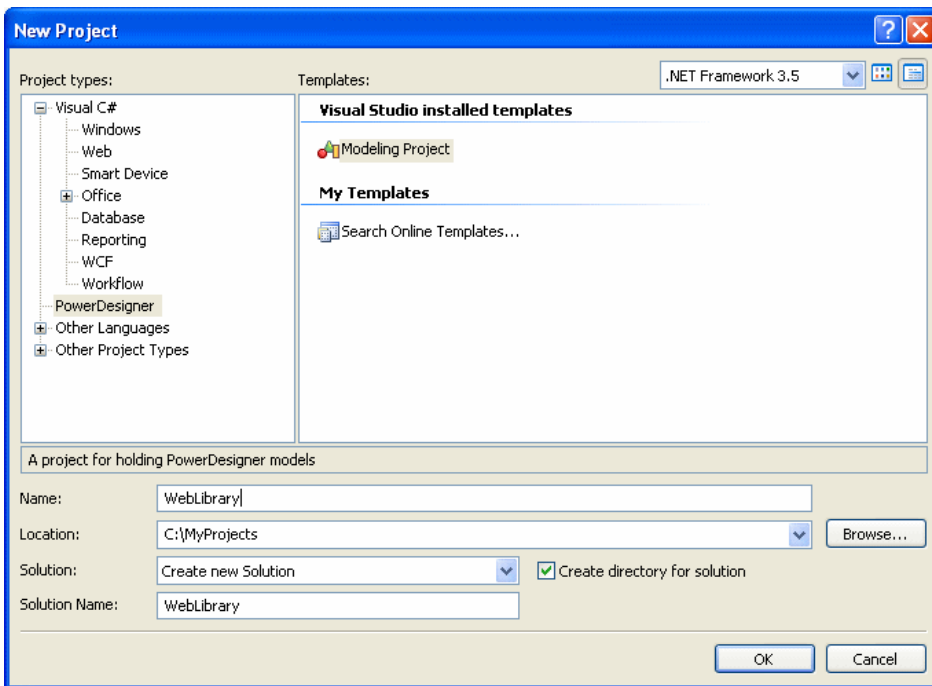 New Project
Project types:
Templates:
.NET Framework 3.5
Visual C#
Windows
Web
Smart Device
Office
Database
Reporting
WCF
Workflow
PowerDesigner
Other Languages
Other Project Types
Visual Studio installed templates
Modeling Project
My Templates
Search Online Templates...
A project for holding PowerDesigner models
Name:
WebLibrary
Location:
C:\MyProjects
Browse...
Solution:
Create new Solution
Create directory for solution
Solution Name:
WebLibrary
OK
Cancel